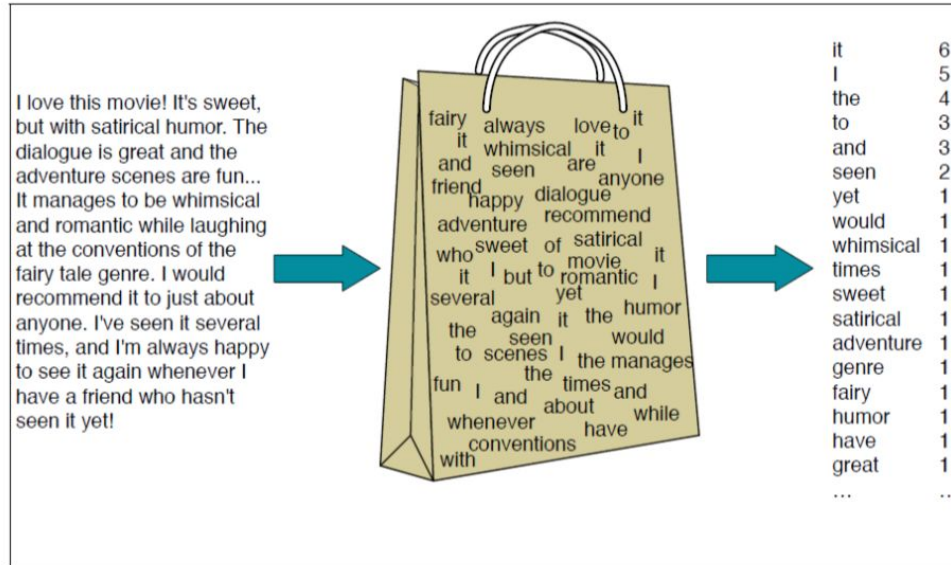 I love this movie! It's sweet,
but with satirical humor. The
dialogue is great and the
adventure scenes are fun...
It manages to be whimsical
and romantic while laughing
at the conventions of the
fairy tale genre. I would
recommend it to just about
anyone. I've seen it several
times, and I'm always happy
to see it again whenever I
have a friend who hasn't
seen it yet!
fairy always love to it
it whimsical it I
and seen are anyone
friend happy dialogue
adventure recommend
who sweet of satirical it
it I but to movie romantic I
several yet
again it the humor
the seen would
to scenes I the manages
fun I and the times and
whenever about while
conventions have
with
it 6
I 5
the 4
to 3
and 3
seen 2
yet 1
would 1
whimsical 1
times 1
sweet 1
satirical 1
adventure 1
genre 1
fairy 1
humor 1
have 1
great 1
... ..